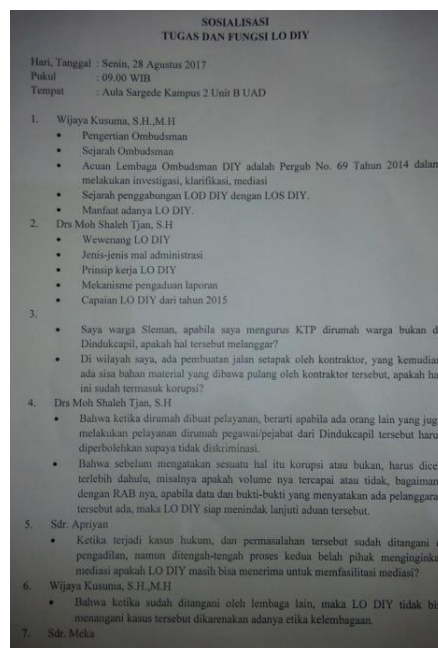 SOSIALISASI
TUGAS DAN FUNGSI LO DIY
Hari, Tanggal : Senin, 28 Agustus 2017
Pukul : 09.00 WIB
Tempat : Aula Sargede Kampus 2 Unit B UAD
1. Wijaya Kusuma, S.H.,M.H
• Pengertian Ombudsman
• Sejarah Ombudsman
• Acuan Lembaga Ombudsman DIY adalah Pergub No. 69 Tahun 2014 dalam
melakukan investigasi, klarifikasi, mediasi
• Sejarah penggabungan LOD DIY dengan LOS DIY.
• Manfaat adanya LO DIY.
2. Drs Moh Shaleh Tjan, S.H
• Wewenang LO DIY
• Jenis-jenis mal administrasi
• Prinsip kerja LO DIY
• Mekanisme pengaduan laporan
• Capaian LO DIY dari tahun 2015
3.
• Saya warga Sleman, apabila saya mengurus KTP dirumah warga bukan d
Dindukcapil, apakah hal tersebut melanggar?
• Di wilayah saya, ada pembuatan jalan setapak oleh kontraktor, yang kemudian
ada sisa bahan material yang dibawa pulang oleh kontraktor tersebut, apakah ha
ini sudah termasuk korupsi?
4. Drs Moh Shaleh Tjan, S.H
• Bahwa ketika dirumah dibuat pelayanan, berarti apabila ada orang lain yang jug
melakukan pelayanan dirumah pegawai/pejabat dari Dindukcapil tersebut haru
diperbolehkan supaya tidak diskriminasi.
• Bahwa sebelum mengatakan sesuatu hal itu korupsi atau bukan, harus dice
terlebih dahulu, misalnya apakah volume nya tercapai atau tidak, bagaiman
dengan RAB nya, apabila data dan bukti-bukti yang menyatakan ada pelanggara
tersebut ada, maka LO DIY siap menindak lanjuti aduan tersebut.
5. Sdr. Apriyan
• Ketika terjadi kasus hukum, dan permasalahan tersebut sudah ditangani
pengadilan, namun ditengah-tengah proses kedua belah pihak menginginka
mediasi apakah LO DIY masih bisa menerima untuk memfasilitasi mediasi?
6. Wijaya Kusuma, S.H.,M.H
• Bahwa ketika sudah ditangani oleh lembaga lain, maka LO DIY tidak bi
menangani kasus tersebut dikarenakan adanya etika kelembagaan.
7. Sdr. Meka